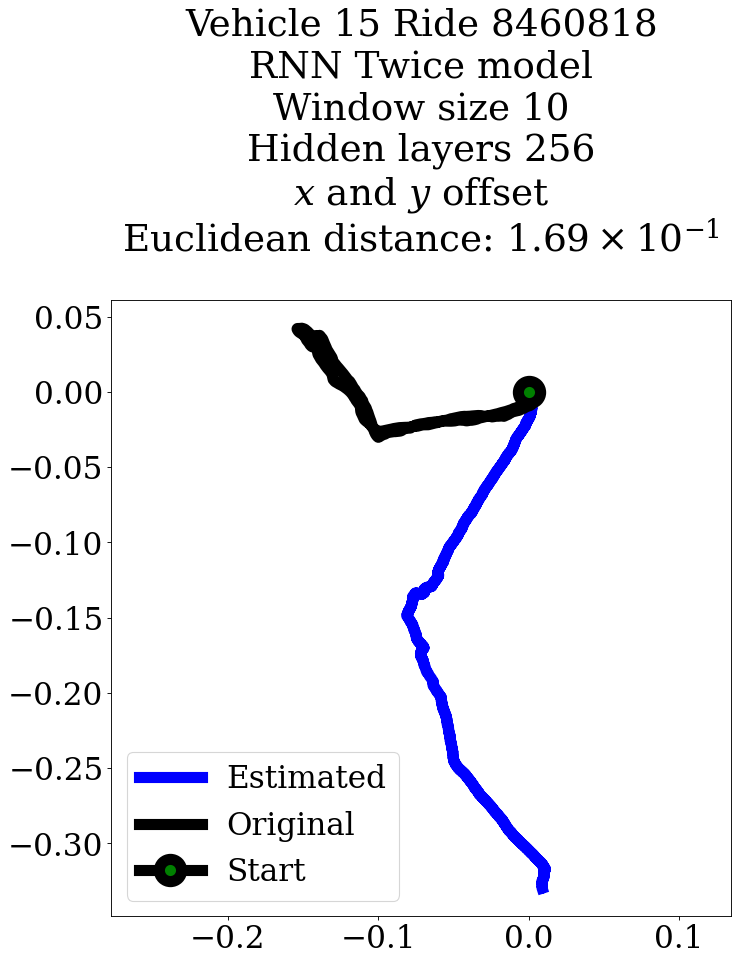 Vehicle 15 Ride 8460818
RNN Twice model
Window size 10
Hidden layers 256
x and y offset
Euclidean distance: 1.69 × 10⁻¹
0.05
0.00
−0.05
−0.10
−0.15
−0.20
−0.25
−0.30
Estimated
Original
Start
−0.2
−0.1
0.0
0.1